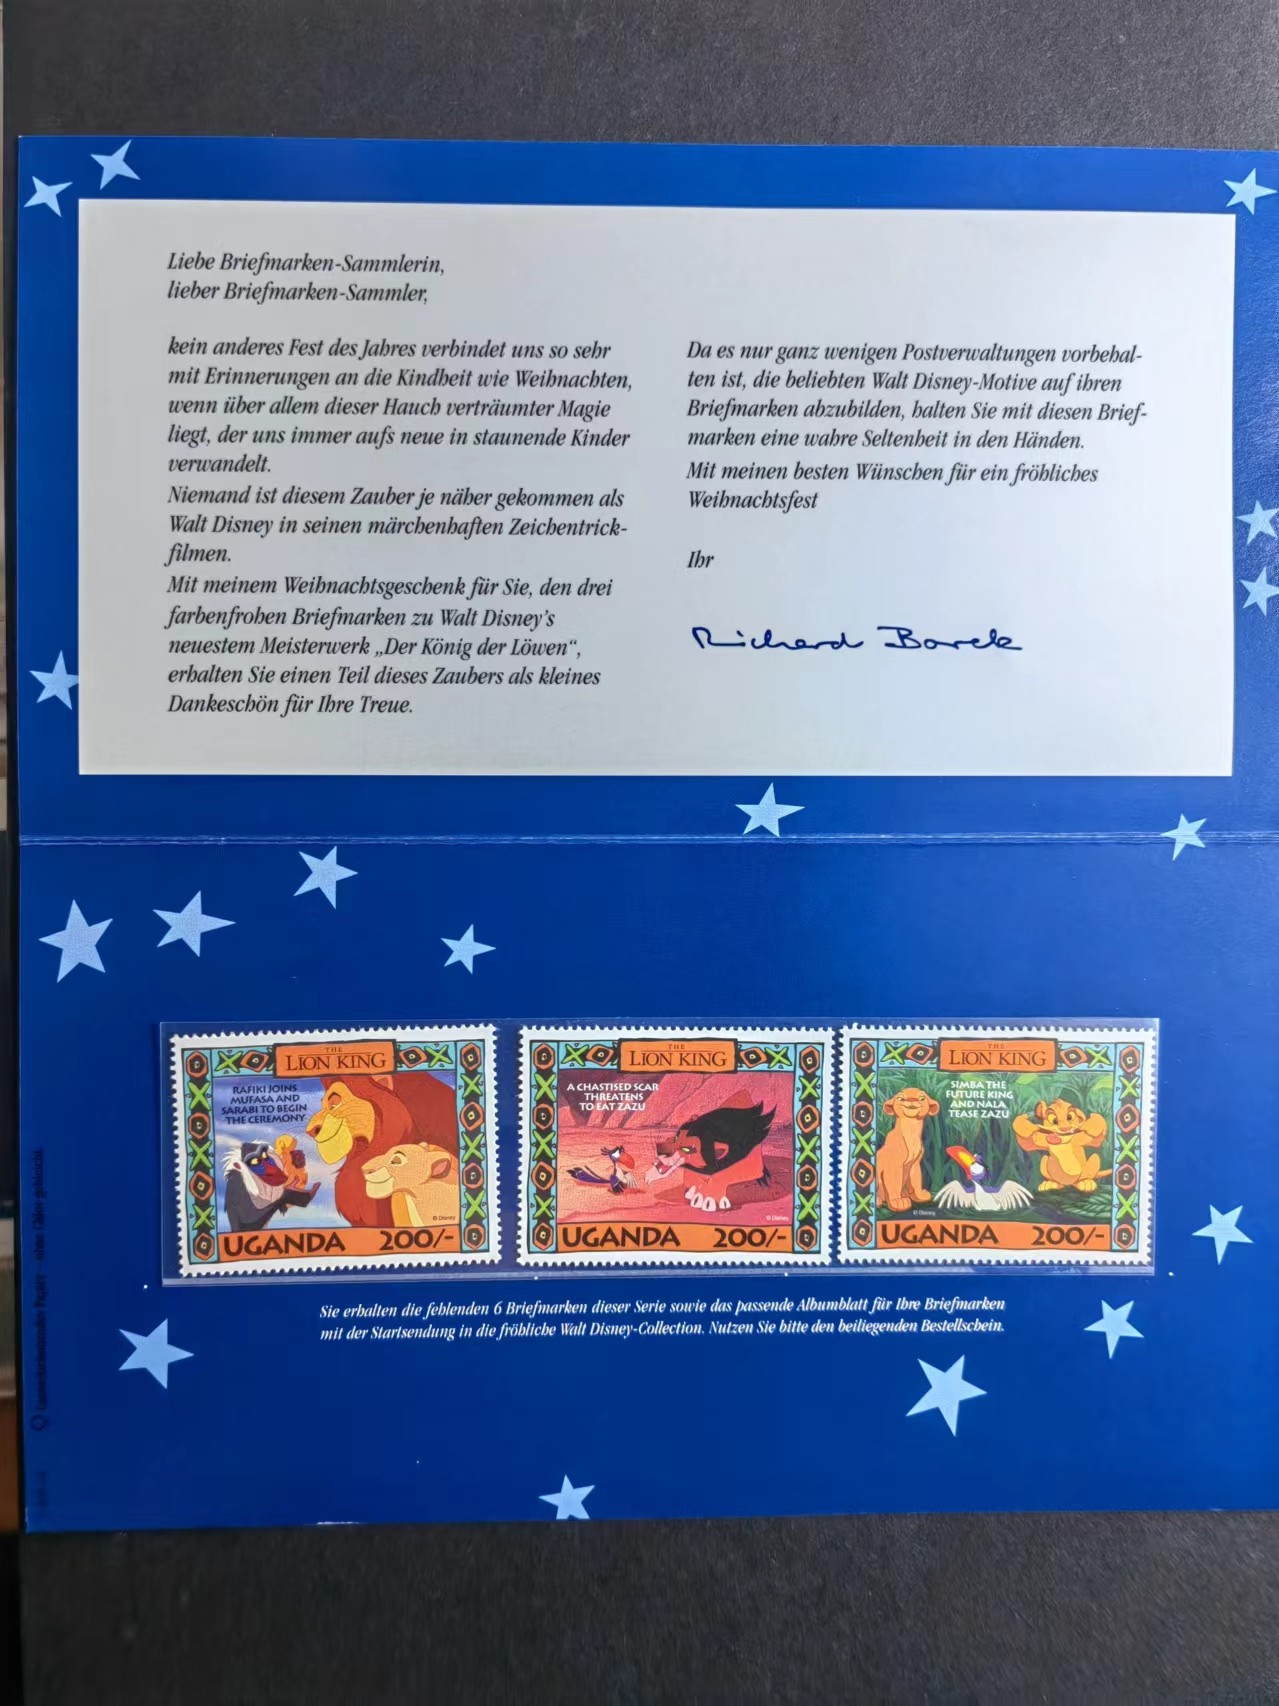 Liebe Briefmarken-Sammlerin,
lieber Briefmarken-Sammler,
kein anderes Fest des Jahres verbindet uns so sehr
mit Erinnerungen an die Kindheit wie Weihnachten,
wenn über allem dieser Hauch verträumter Magie
liegt, der uns immer aufs neue in staunende Kinder
verwandelt.
Niemand ist diesem Zauber je näher gekommen als
Walt Disney in seinen märchenhaften Zeichentrick-
filmen.
Mit meinem Weihnachtsgeschenk für Sie, den drei
farbenfrohen Briefmarken zu Walt Disney's
neuestem Meisterwerk „Der König der Löwen“,
erhalten Sie einen Teil dieses Zaubers als kleines
Dankeschön für Ihre Treue.
Da es nur ganz wenigen Postverwaltungen vorbehal-
ten ist, die beliebten Walt Disney-Motive auf ihren
Briefmarken abzubilden, halten Sie mit diesen Brief-
marken eine wahre Seltenheit in den Händen.
Mit meinen besten Wünschen für ein fröhliches
Weihnachtsfest
Ihr
Richard Borek
THE
LION KING
RAFIKI JOINS
MUFASA AND
SARABI TO BEGIN
THE CEREMONY
© Disney
UGANDA 200/-
THE
LION KING
A CHASTISED SCAR
THREATENS
TO EAT ZAZU
© Disney
UGANDA 200/-
THE
LION KING
SIMBA THE
FUTURE KING
AND NALA
TEASE ZAZU
© Disney
UGANDA 200/-
Sie erhalten die fehlenden 6 Briefmarken dieser Serie sowie das passende Albumblatt für Ihre Briefmarken
mit der Startsendung in die fröhliche Walt Disney-Collection. Nutzen Sie bitte den beiliegenden Bestellschein.